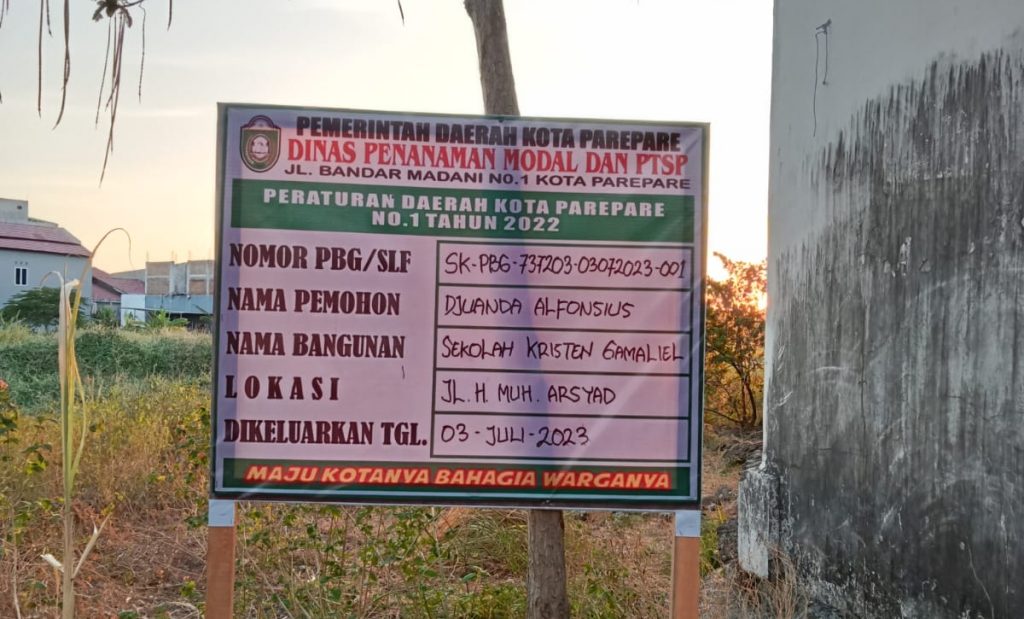 PEMERINTAH DAERAH KOTA PAREPARE
DINAS PENANAMAN MODAL DAN PTSP
JL. BANDAR MADANI NO.1 KOTA PAREPARE
PERATURAN DAERAH KOTA PAREPARE
NO.1 TAHUN 2022
NOMOR PBG/SLF SK-PBG-737203-03072023-001
NAMA PEMOHON DJUANDA ALFONSIUS
NAMA BANGUNAN SEKOLAH KRISTEN GAMALIEL
LOKASI JL. H. MUH. ARSYAD
DIKELUARKAN TGL. 03-JULI-2023
MAJU KOTANYA BAHAGIA WARGANYA